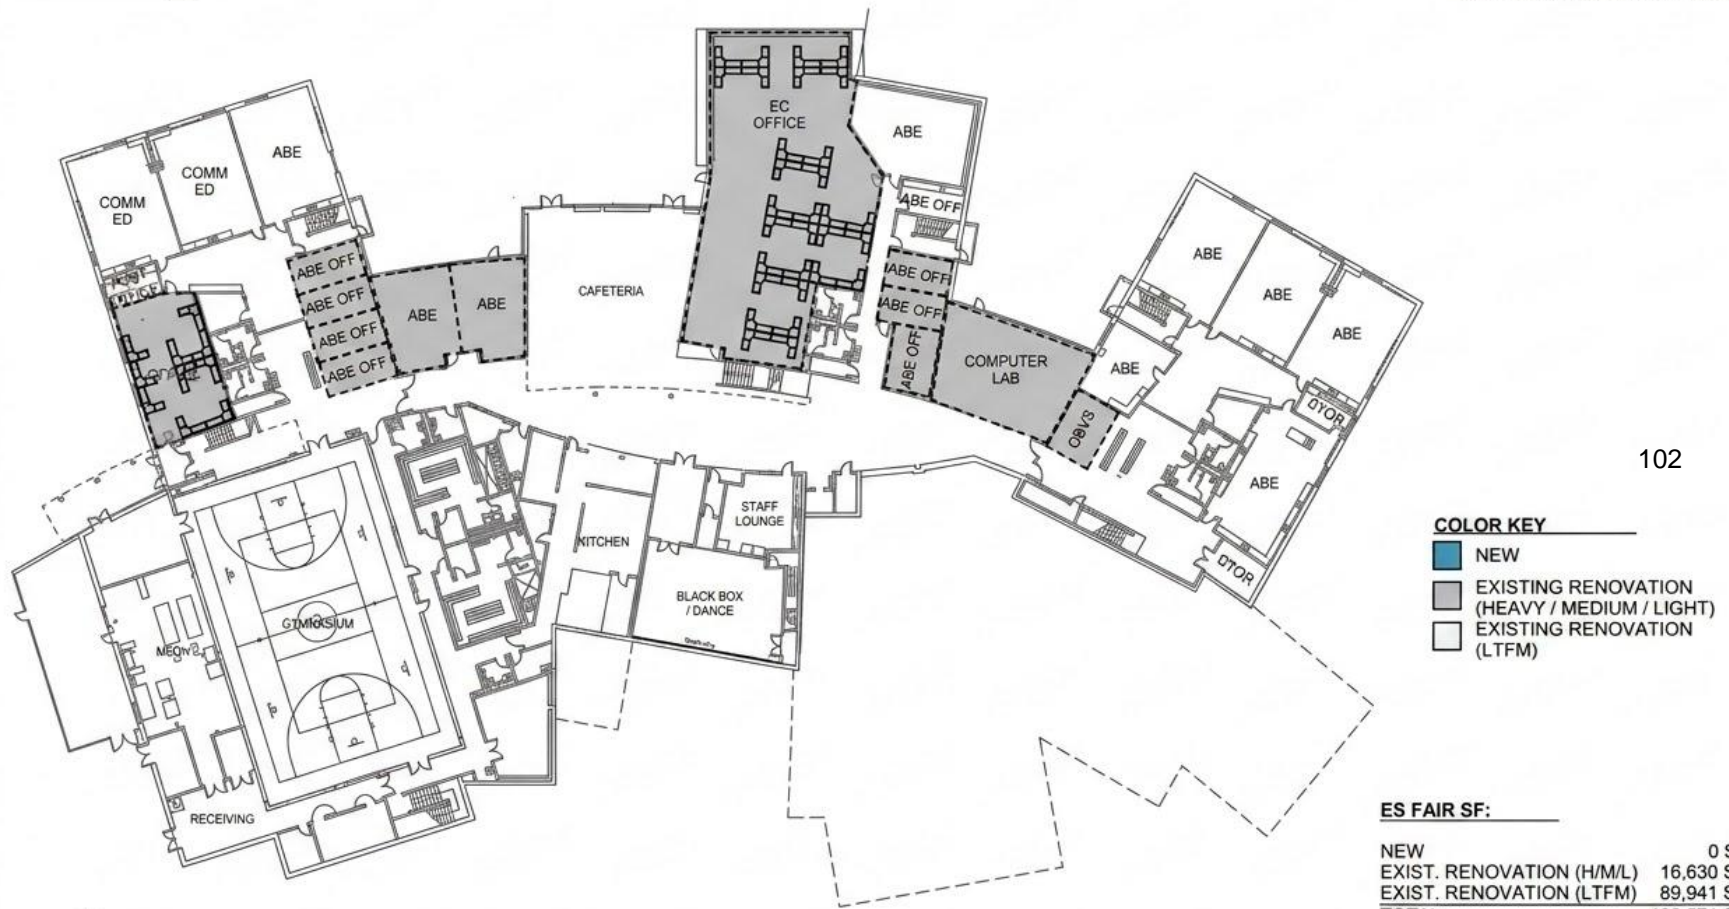 EC
OFFICE
ABE
ABE
COMM
ED
COMM
ED
ABE OFF
ABE OFF
ABE OFF
ABE OFF
ABE OFF
ABE
ABE
CAFETERIA
ABE OFF
ABE OFF
ABE OFF
COMPUTER
LAB
ABE
ABE
ABE
ABE
ABE
STAFF
LOUNGE
KITCHEN
BLACK BOX
/ DANCE
RECEIVING
102
COLOR KEY
NEW
EXISTING RENOVATION
(HEAVY / MEDIUM / LIGHT)
EXISTING RENOVATION
(LTFM)
ES FAIR SF:
NEW 0 S
EXIST. RENOVATION (H/M/L) 16,630 S
EXIST. RENOVATION (LTFM) 89,941 S